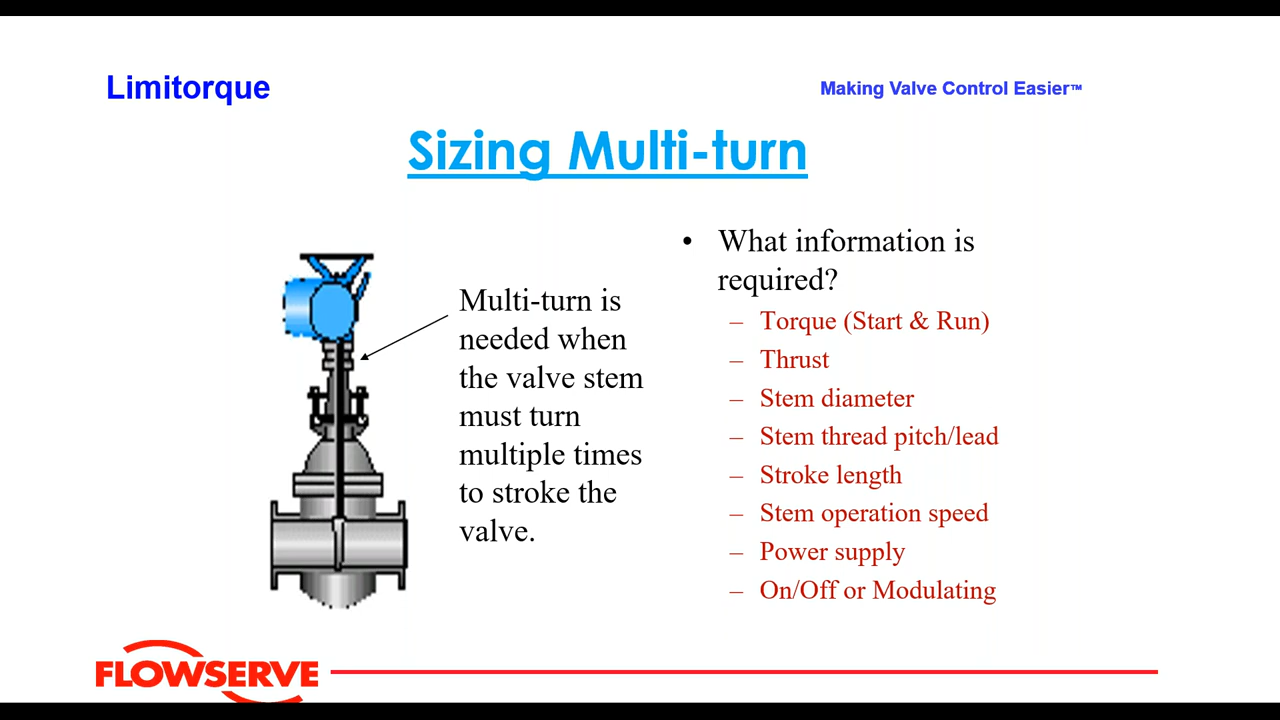 Limitorque
Making Valve Control Easier™
Sizing Multi-turn
Multi-turn is
needed when
the valve stem
must turn
multiple times
to stroke the
valve.
• What information is
required?
– Torque (Start & Run)
– Thrust
– Stem diameter
– Stem thread pitch/lead
– Stroke length
– Stem operation speed
– Power supply
– On/Off or Modulating
FLOWSERVE